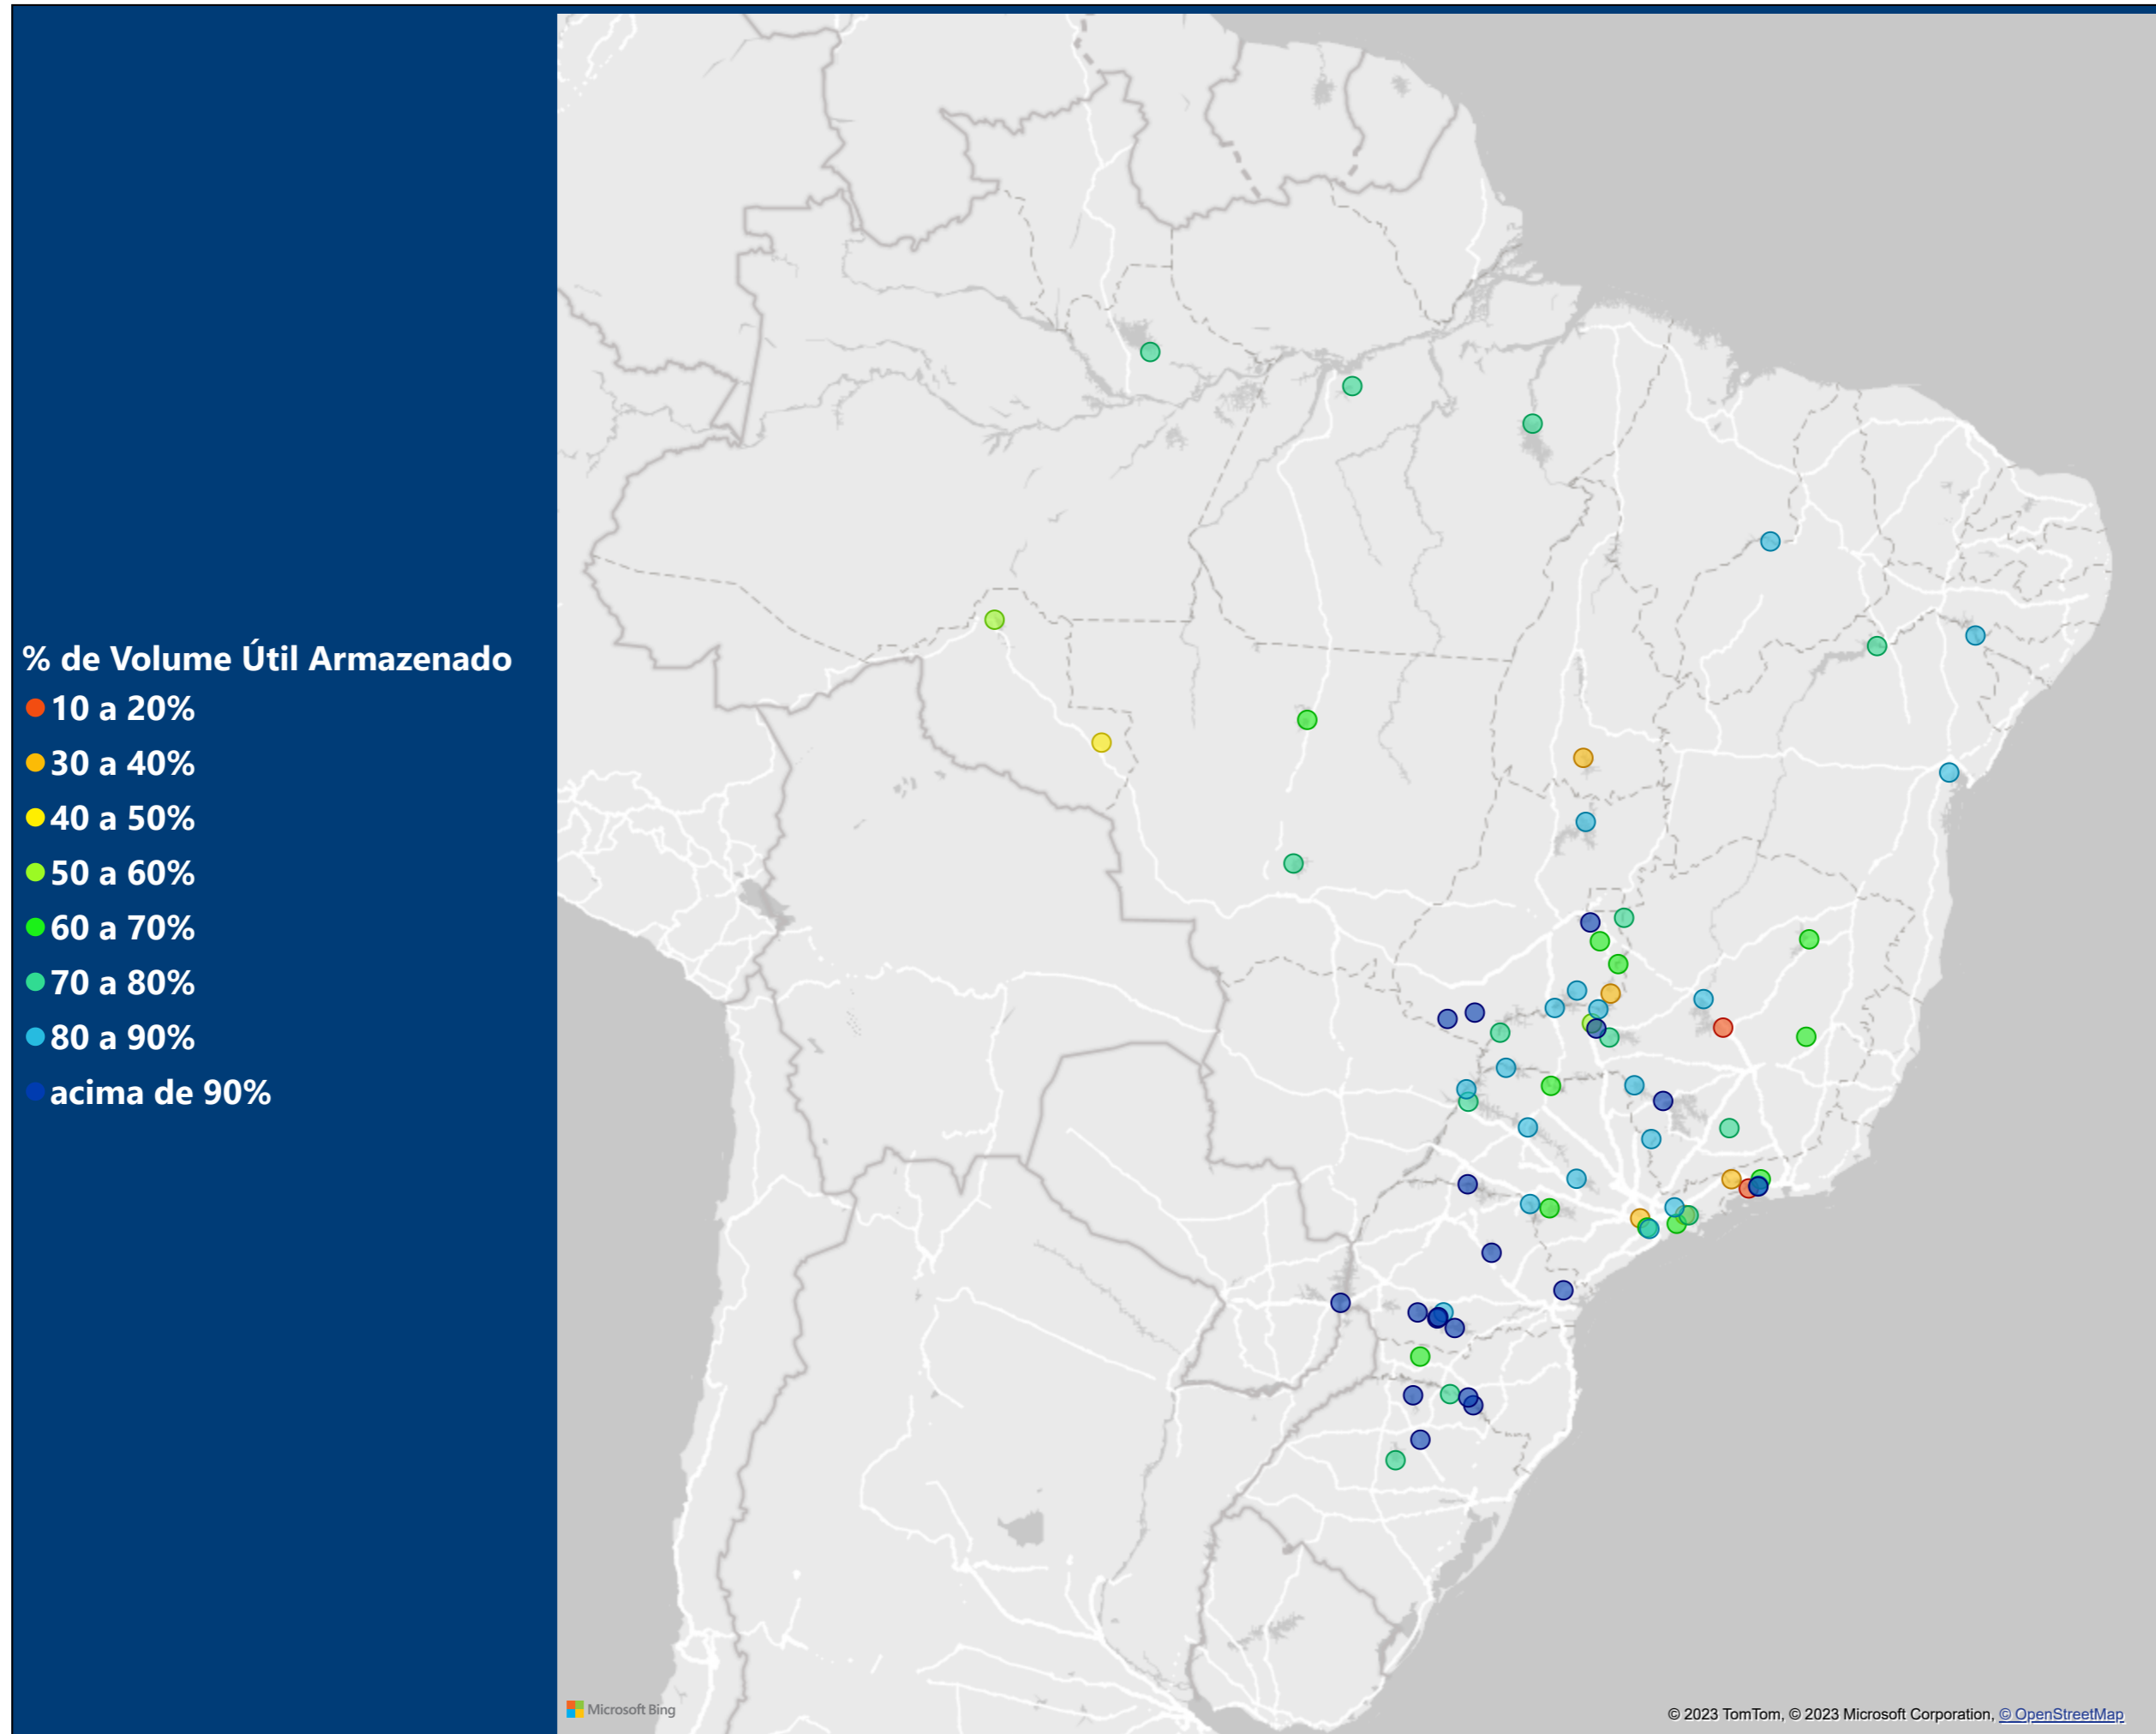 % de Volume Útil Armazenado
10 a 20%
30 a 40%
40 a 50%
50 a 60%
60 a 70%
70 a 80%
80 a 90%
acima de 90%
Microsoft Bing
© 2023 TomTom, © 2023 Microsoft Corporation, © OpenStreetMap